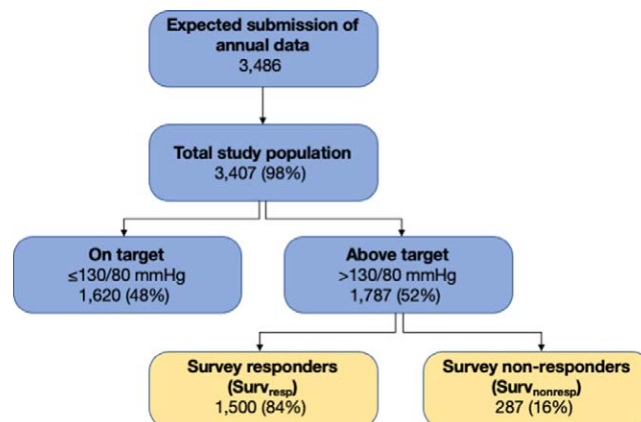 Expected submission of
annual data
3,486
Total study population
3,407 (98%)
On target
≤130/80 mmHg
1,620 (48%)
Above target
>130/80 mmHg
1,787 (52%)
Survey responders
(Surv_resp)
1,500 (84%)
Survey non-responders
(Surv_nonresp)
287 (16%)